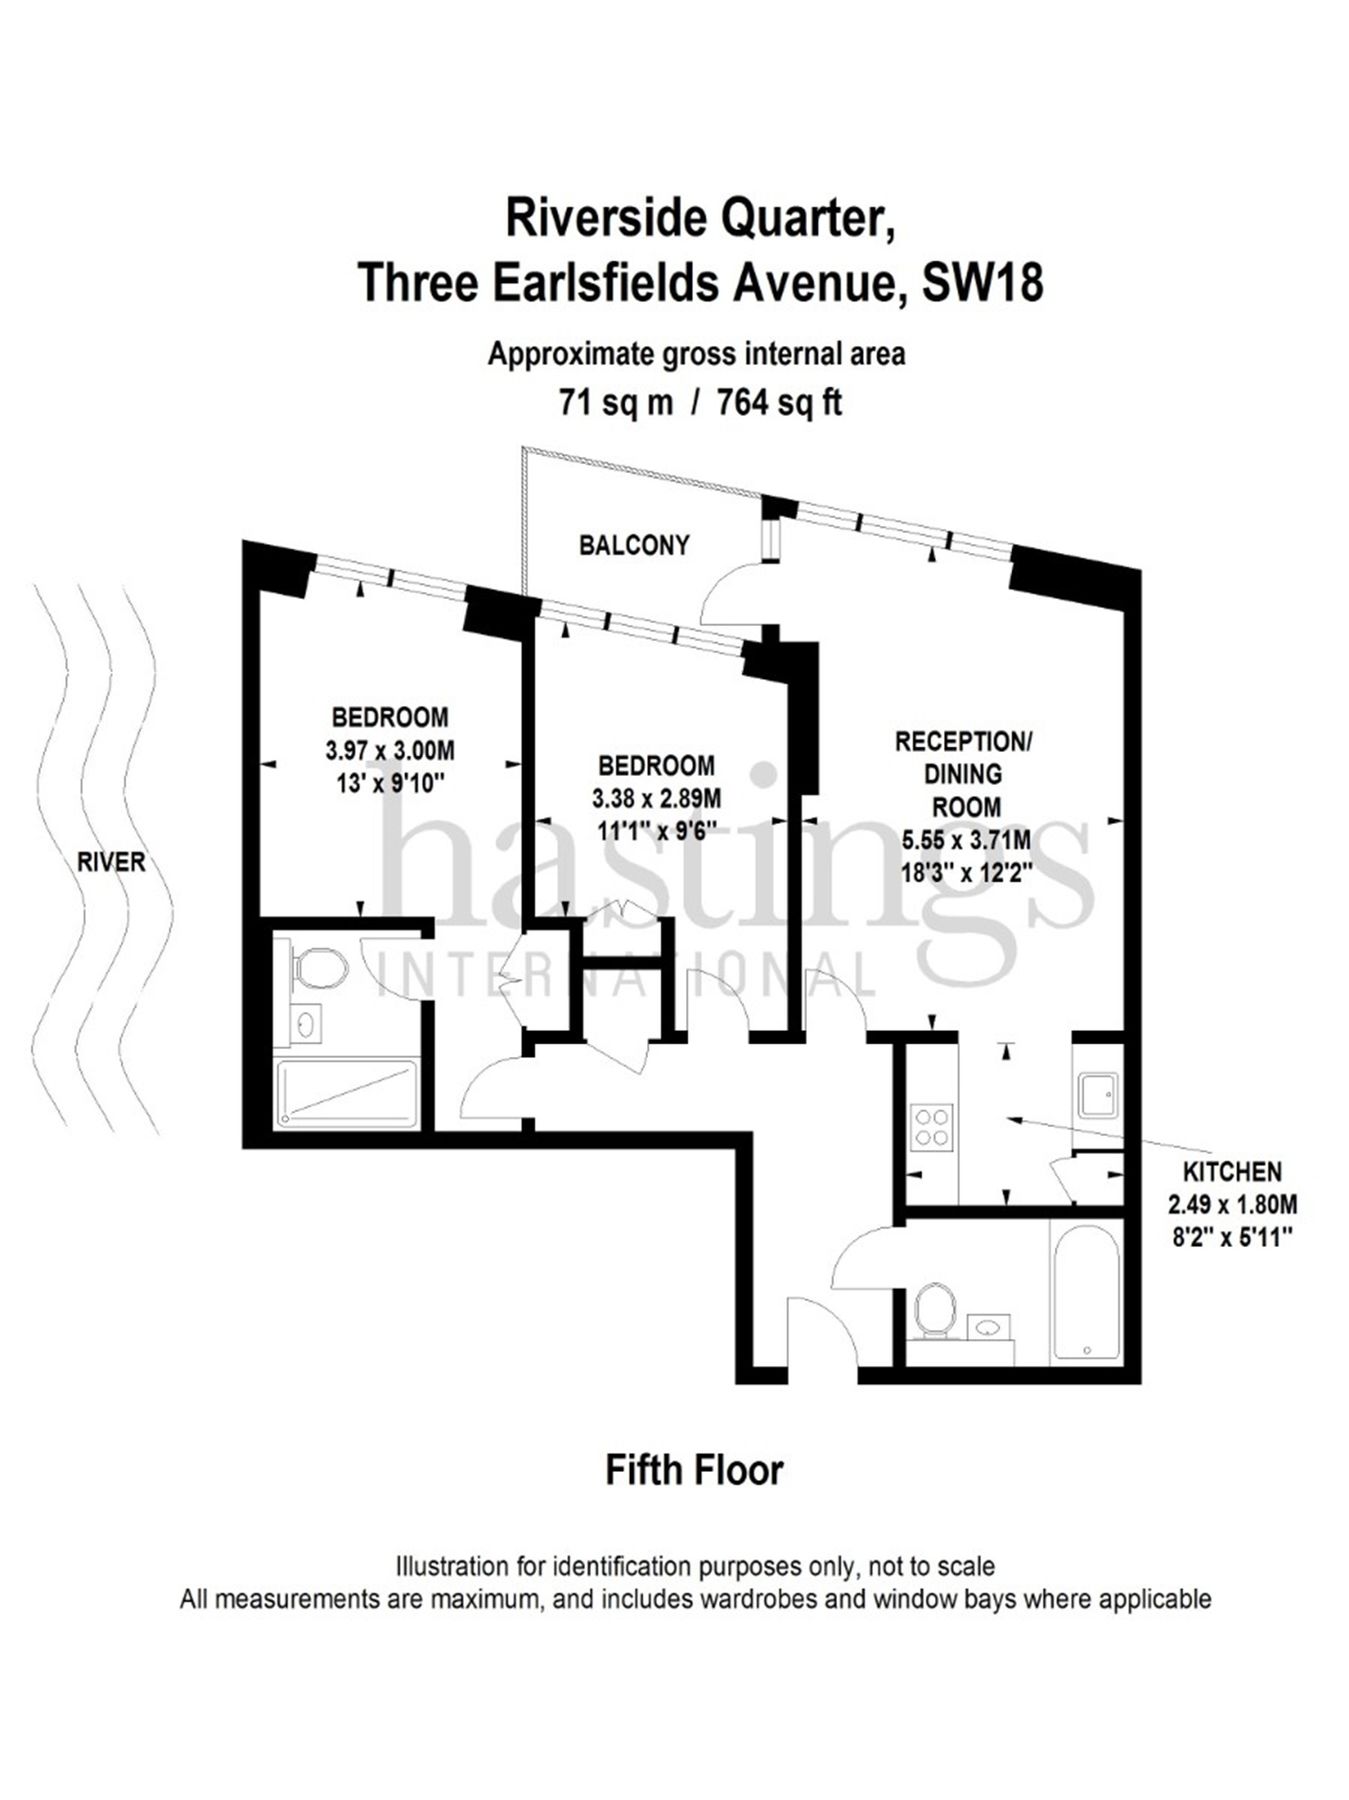 Riverside Quarter,
Three Earlsfields Avenue, SW18
Approximate gross internal area
71 sq m / 764 sq ft
BALCONY
BEDROOM
3.97 x 3.00M
13' x 9'10"
BEDROOM
3.38 x 2.89M
11'1" x 9'6"
RECEPTION/
DINING
ROOM
5.55 x 3.71M
18'3" x 12'2"
RIVER
hastings
INTERNATIONAL
KITCHEN
2.49 x 1.80M
8'2" x 5'11"
Fifth Floor
Illustration for identification purposes only, not to scale
All measurements are maximum, and includes wardrobes and window bays where applicable